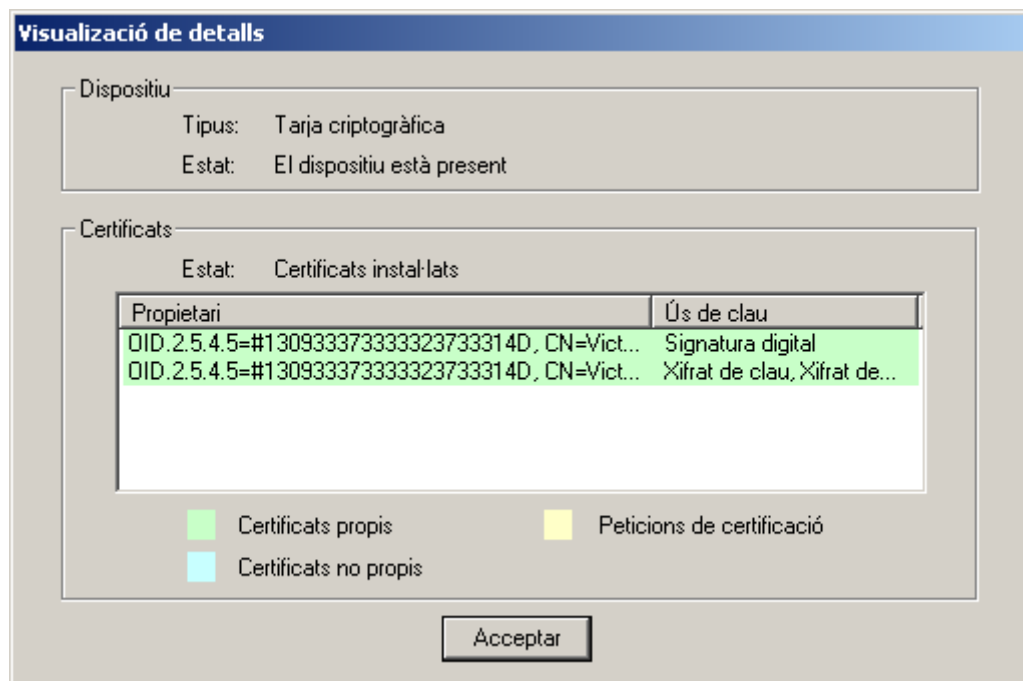 Visualizació de detalls
Dispositiu
Tipus: Tarja criptogràfica
Estat: El dispositiu està present
Certificats
Estat: Certificats instal·lats
Propietari Ús de clau
OID.2.5.4.5=#1309333733333323733314D, CN=Vict... Signatura digital
OID.2.5.4.5=#1309333733333323733314D, CN=Vict... Xifrat de clau, Xifrat de...
Certificats propis Peticions de certificació
Certificats no propis
Acceptar